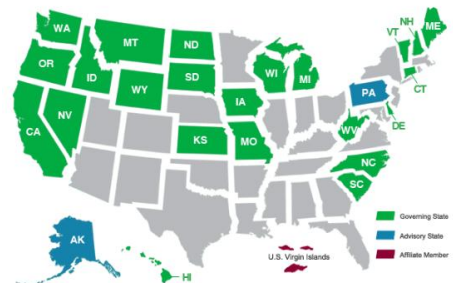 WA
MT
ND
VT
NH
ME
OR
ID
SD
WI
MI
WY
CT
IA
PA
NV
CA
DE
KS
MO
WV
NC
SC
Governing State
Advisory State
Affiliate Member
AK
U.S. Virgin Islands
HI